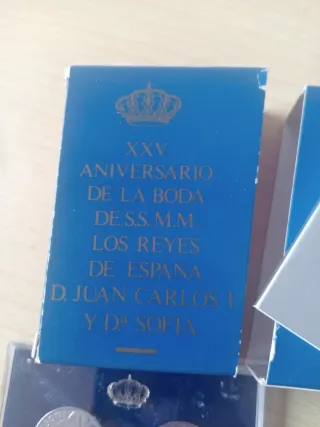 XXV
ANIVERSARIO
DE LA BODA
DE S.S. M.M
LOS REYES
DE ESPAÑA
D. JUAN CARLOS I
Y Dª SOFIA